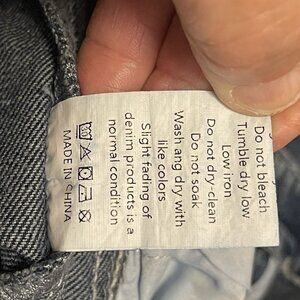 Do not bleach
Tumble dry low
Low iron
Do not dry-clean
Do not soak
Wash ang dry with
like colors
Slight fading of
denim products is a
normal condition
MADE IN CHINA